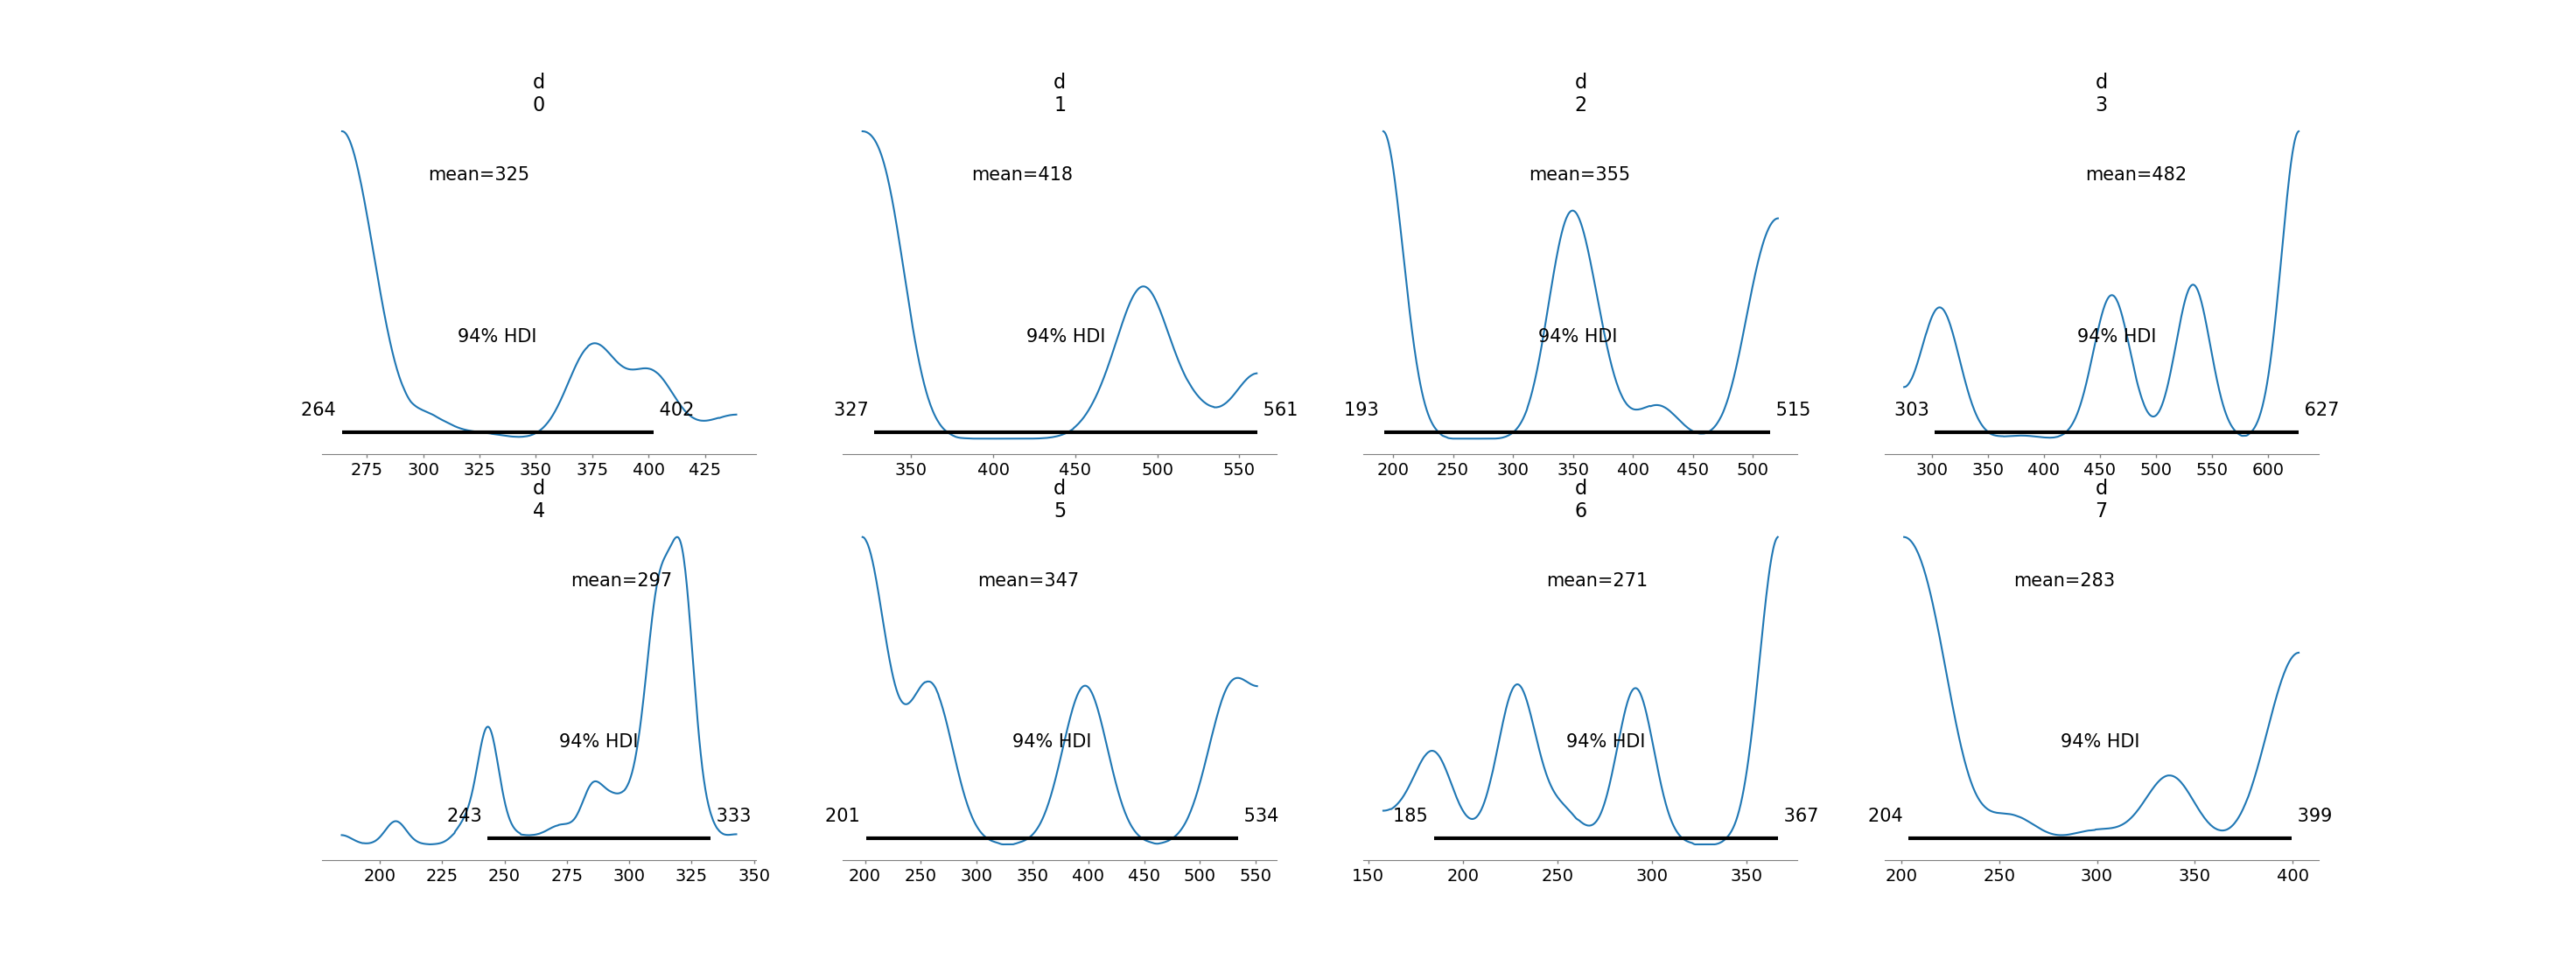 d
0
d
1
d
2
d
3
mean=325
mean=418
mean=355
mean=482
94% HDI
94% HDI
94% HDI
94% HDI
264
402
327
561
193
515
303
627
275 300 325 350 375 400 425
350 400 450 500 550
200 250 300 350 400 450 500
300 350 400 450 500 550 600
d
4
d
5
d
6
d
7
mean=297
mean=347
mean=271
mean=283
94% HDI
94% HDI
94% HDI
94% HDI
243
333
201
534
185
367
204
399
200 225 250 275 300 325 350
200 250 300 350 400 450 500 550
150 200 250 300 350
200 250 300 350 400